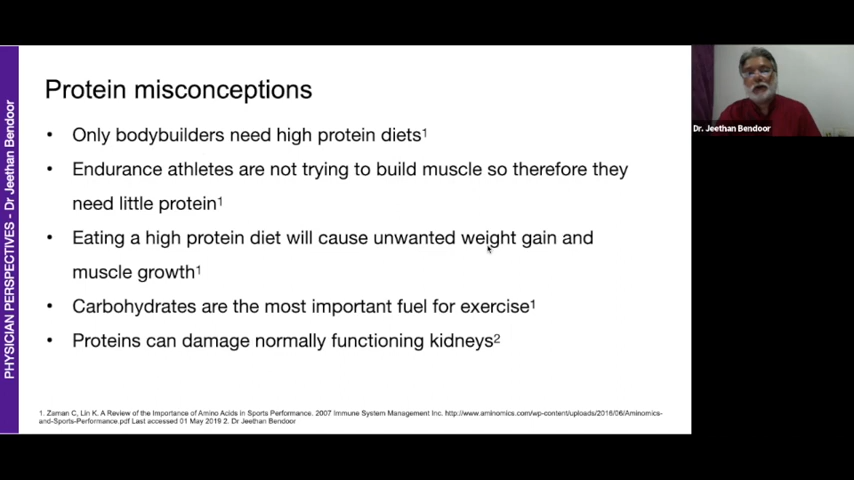 Protein misconceptions
• Only bodybuilders need high protein diets¹
• Endurance athletes are not trying to build muscle so therefore they
need little protein¹
• Eating a high protein diet will cause unwanted weight gain and
muscle growth¹
• Carbohydrates are the most important fuel for exercise¹
• Proteins can damage normally functioning kidneys²
1. Zaman C, Lin K. A Review of the Importance of Amino Acids in Sports Performance. 2007 Immune System Management Inc. http://www.aminomics.com/wp-content/uploads/2016/06/Aminomics-
and-Sports-Performance.pdf Last accessed 01 May 2019 2. Dr Jeethan Bendoor
PHYSICIAN PERSPECTIVES - Dr Jeethan Bendoor
Dr. Jeethan Bendoor